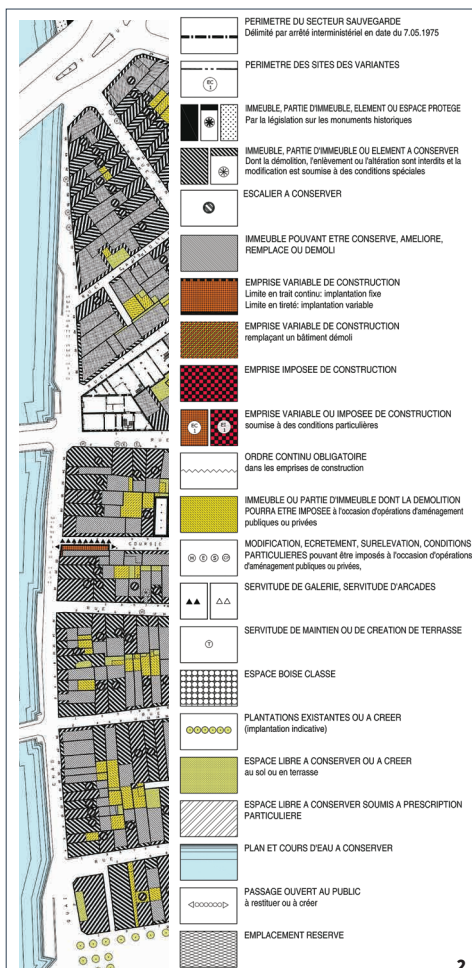 PERIMETRE DU SECTEUR SAUVEGARDE
Délimité par arrêté interministériel en date du 7.05.1975
PERIMETRE DES SITES DES VARIANTES
EC
1
IMMEUBLE, PARTIE D'IMMEUBLE, ELEMENT OU ESPACE PROTEGE
Par la législation sur les monuments historiques
IMMEUBLE, PARTIE D'IMMEUBLE OU ELEMENT A CONSERVER
Dont la démolition, l'enlèvement ou l'altération sont interdits et la
modification est soumise à des conditions spéciales
ESCALIER A CONSERVER
IMMEUBLE POUVANT ETRE CONSERVE, AMELIORE,
REMPLACE OU DEMOLI
EMPRISE VARIABLE DE CONSTRUCTION
Limite en trait continu: implantation fixe
Limite en tireté: implantation variable
EMPRISE VARIABLE DE CONSTRUCTION
remplaçant un bâtiment démoli
EMPRISE IMPOSEE DE CONSTRUCTION
EMPRISE VARIABLE OU IMPOSEE DE CONSTRUCTION
soumise à des conditions particulières
ORDRE CONTINU OBLIGATOIRE
dans les emprises de construction
IMMEUBLE OU PARTIE D'IMMEUBLE DONT LA DEMOLITION
POURRA ETRE IMPOSEE à l'occasion d'opérations d'aménagement
publiques ou privées
MODIFICATION, ECRETEMENT, SURELEVATION, CONDITIONS
PARTICULIERES pouvant être imposés à l'occasion d'opérations
d'aménagement publiques ou privées,
SERVITUDE DE GALERIE, SERVITUDE D'ARCADES
SERVITUDE DE MAINTIEN OU DE CREATION DE TERRASSE
T
ESPACE BOISE CLASSE
PLANTATIONS EXISTANTES OU A CREER
(implantation indicative)
ESPACE LIBRE A CONSERVER OU A CREER
au sol ou en terrasse
ESPACE LIBRE A CONSERVER SOUMIS A PRESCRIPTION
PARTICULIERE
PLAN ET COURS D'EAU A CONSERVER
PASSAGE OUVERT AU PUBLIC
à restituer ou à créer
EMPLACEMENT RESERVE
2
RUE
COURBIC
RUE
RUE
QUAI